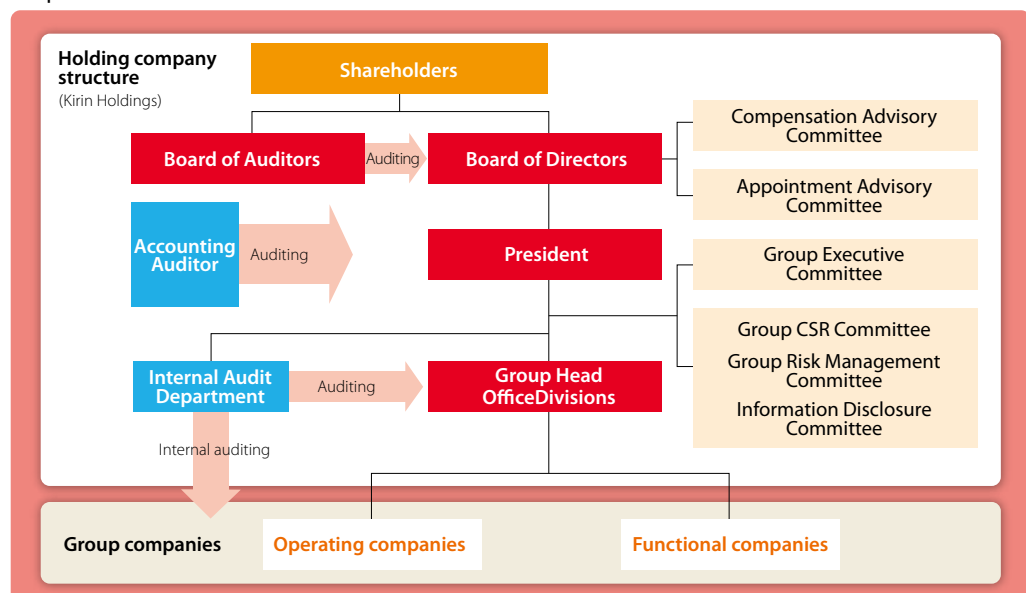 Holding company
structure
(Kirin Holdings)
Shareholders
Board of Auditors
Auditing
Board of Directors
Compensation Advisory
Committee
Appointment Advisory
Committee
Accounting
Auditor
Auditing
President
Group Executive
Committee
Group CSR Committee
Group Risk Management
Committee
Information Disclosure
Committee
Internal Audit
Department
Auditing
Group Head
OfficeDivisions
Internal auditing
Group companies
Operating companies
Functional companies